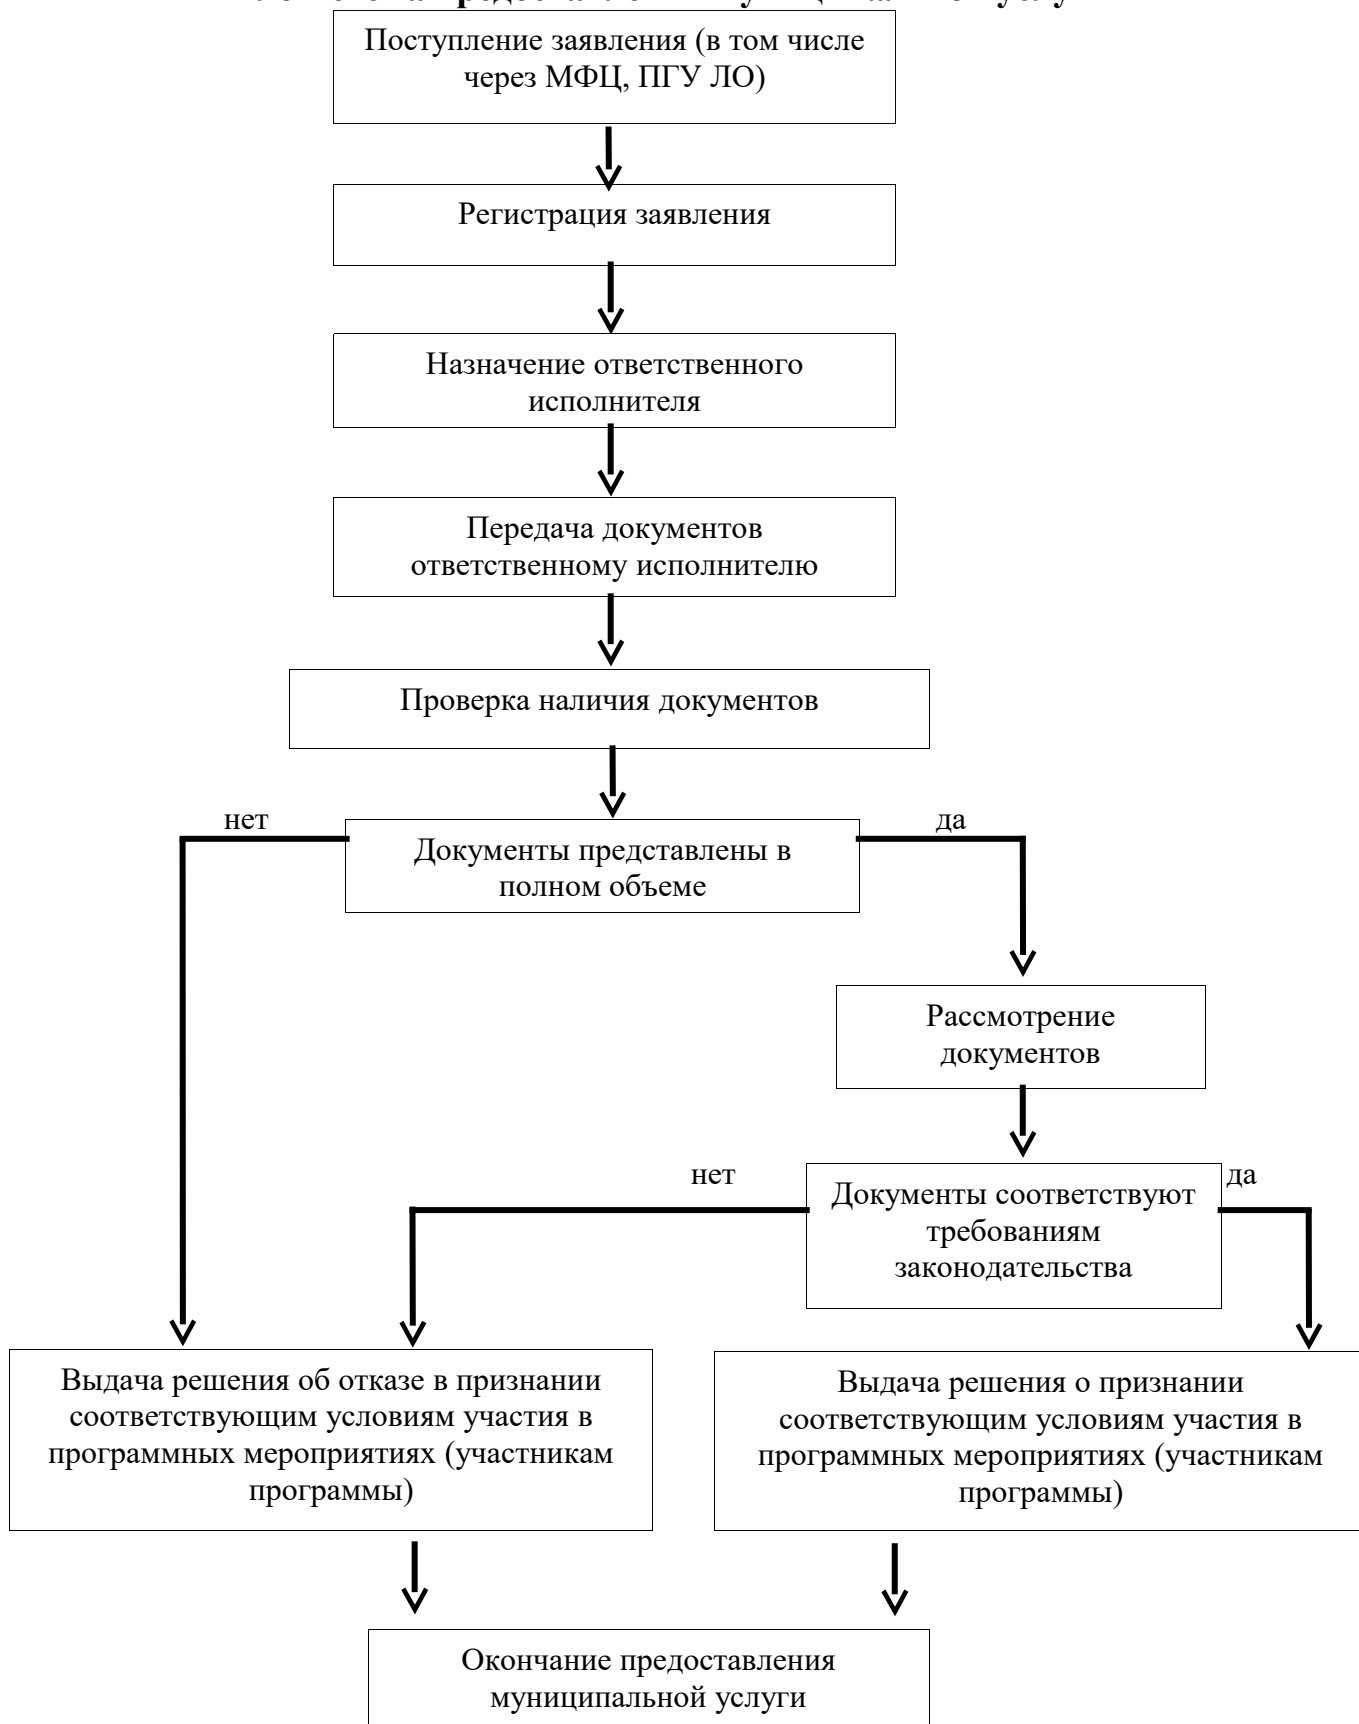 Поступление заявления (в том числе
через МФЦ, ПГУ ЛО)
Регистрация заявления
Назначение ответственного
исполнителя
Передача документов
ответственному исполнителю
Проверка наличия документов
нет
да
Документы представлены в
полном объеме
Рассмотрение
документов
нет
да
Документы соответствуют
требованиям
законодательства
Выдача решения об отказе в признании
соответствующим условиям участия в
программных мероприятиях (участникам
программы)
Выдача решения о признании
соответствующим условиям участия в
программных мероприятиях (участникам
программы)
Окончание предоставления
муниципальной услуги